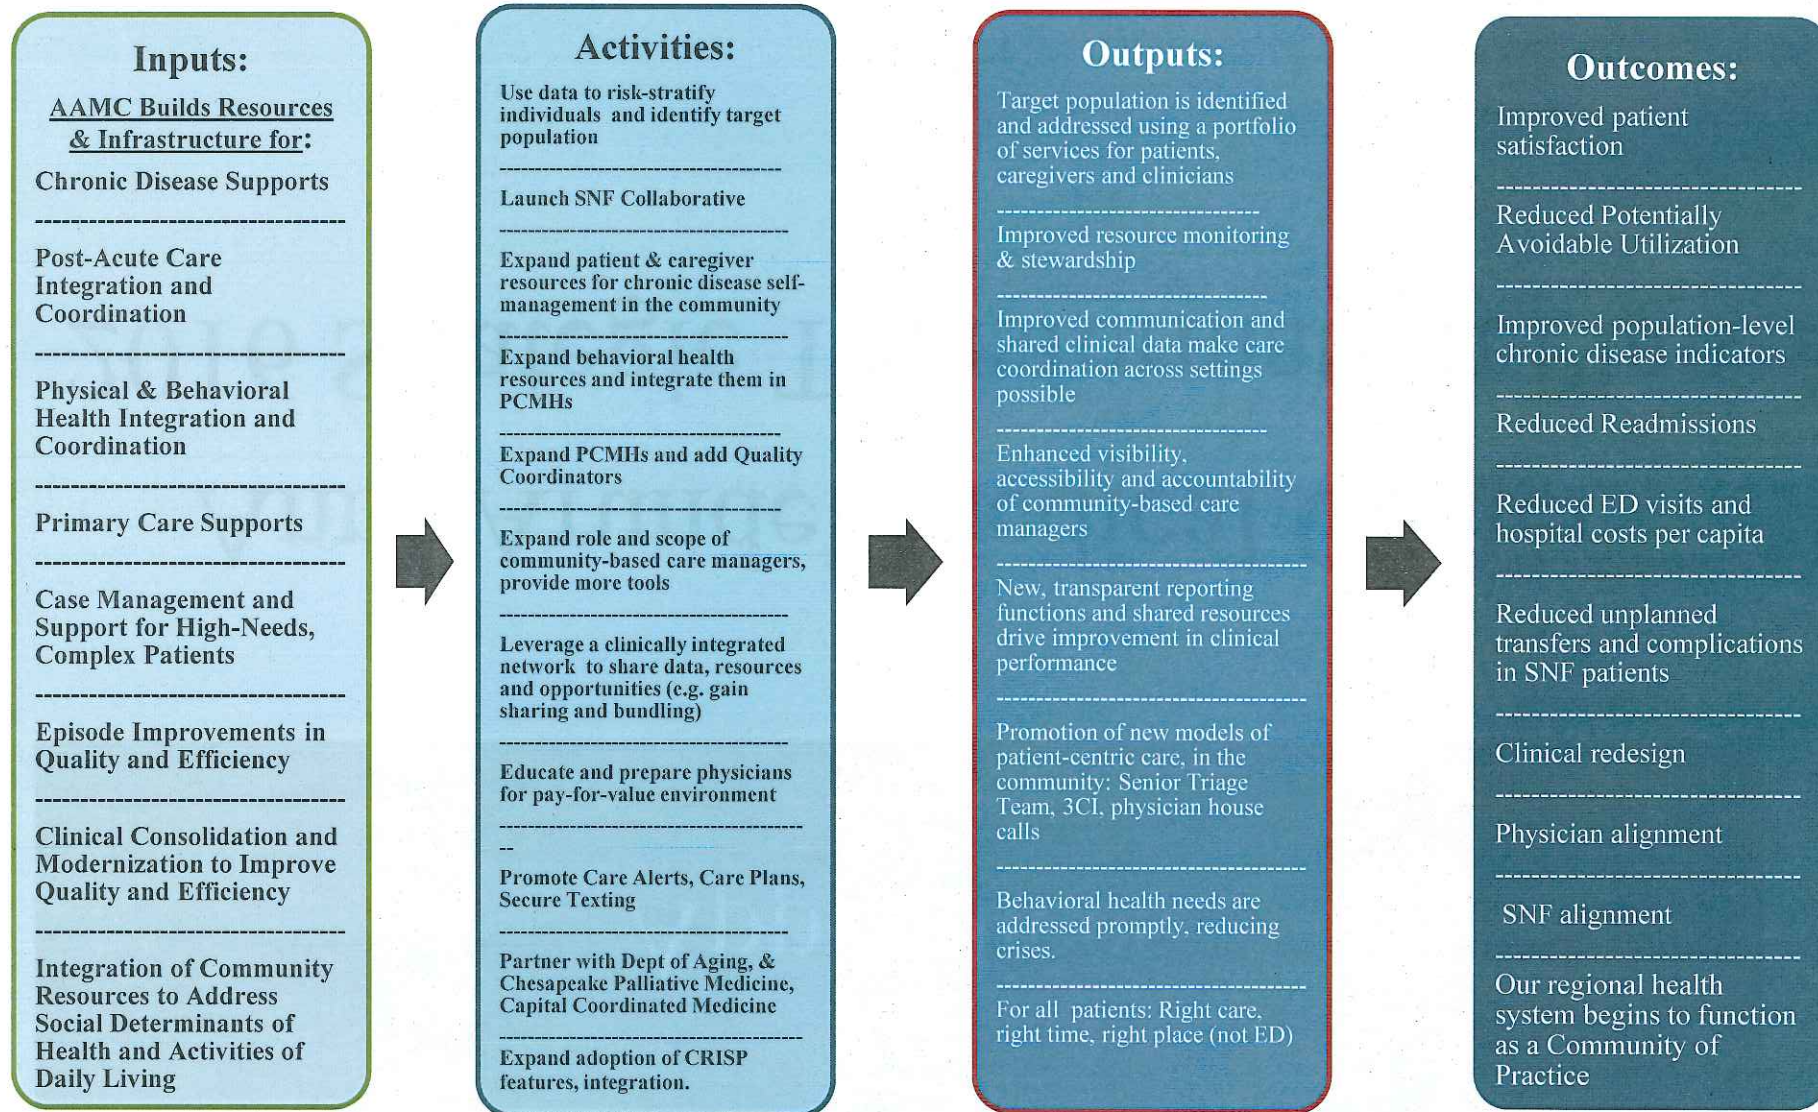 Inputs:
AAMC Builds Resources
& Infrastructure for:
Chronic Disease Supports
--------------------------------
Post-Acute Care
Integration and
Coordination
--------------------------------
Physical & Behavioral
Health Integration and
Coordination
--------------------------------
Primary Care Supports
--------------------------------
Case Management and
Support for High-Needs,
Complex Patients
--------------------------------
Episode Improvements in
Quality and Efficiency
--------------------------------
Clinical Consolidation and
Modernization to Improve
Quality and Efficiency
--------------------------------
Integration of Community
Resources to Address
Social Determinants of
Health and Activities of
Daily Living
Activities:
Use data to risk-stratify
individuals and identify target
population
--------------------------------
Launch SNF Collaborative
--------------------------------
Expand patient & caregiver
resources for chronic disease self-
management in the community
--------------------------------
Expand behavioral health
resources and integrate them in
PCMHs
--------------------------------
Expand PCMHs and add Quality
Coordinators
--------------------------------
Expand role and scope of
community-based care managers,
provide more tools
--------------------------------
Leverage a clinically integrated
network to share data, resources
and opportunities (e.g. gain
sharing and bundling)
--------------------------------
Educate and prepare physicians
for pay-for-value environment
--------------------------------
--
Promote Care Alerts, Care Plans,
Secure Texting
--------------------------------
Partner with Dept of Aging, &
Chesapeake Palliative Medicine,
Capital Coordinated Medicine
--------------------------------
Expand adoption of CRISP
features, integration.
Outputs:
Target population is identified
and addressed using a portfolio
of services for patients,
caregivers and clinicians
--------------------------------
Improved resource monitoring
& stewardship
--------------------------------
Improved communication and
shared clinical data make care
coordination across settings
possible
--------------------------------
Enhanced visibility,
accessibility and accountability
of community-based care
managers
--------------------------------
New, transparent reporting
functions and shared resources
drive improvement in clinical
performance
--------------------------------
Promotion of new models of
patient-centric care, in the
community: Senior Triage
Team, 3CI, physician house
calls
--------------------------------
Behavioral health needs are
addressed promptly, reducing
crises.
--------------------------------
For all patients: Right care,
right time, right place (not ED)
Outcomes:
Improved patient
satisfaction
--------------------------------
Reduced Potentially
Avoidable Utilization
--------------------------------
Improved population-level
chronic disease indicators
--------------------------------
Reduced Readmissions
--------------------------------
Reduced ED visits and
hospital costs per capita
--------------------------------
Reduced unplanned
transfers and complications
in SNF patients
--------------------------------
Clinical redesign
--------------------------------
Physician alignment
--------------------------------
SNF alignment
--------------------------------
Our regional health
system begins to function
as a Community of
Practice